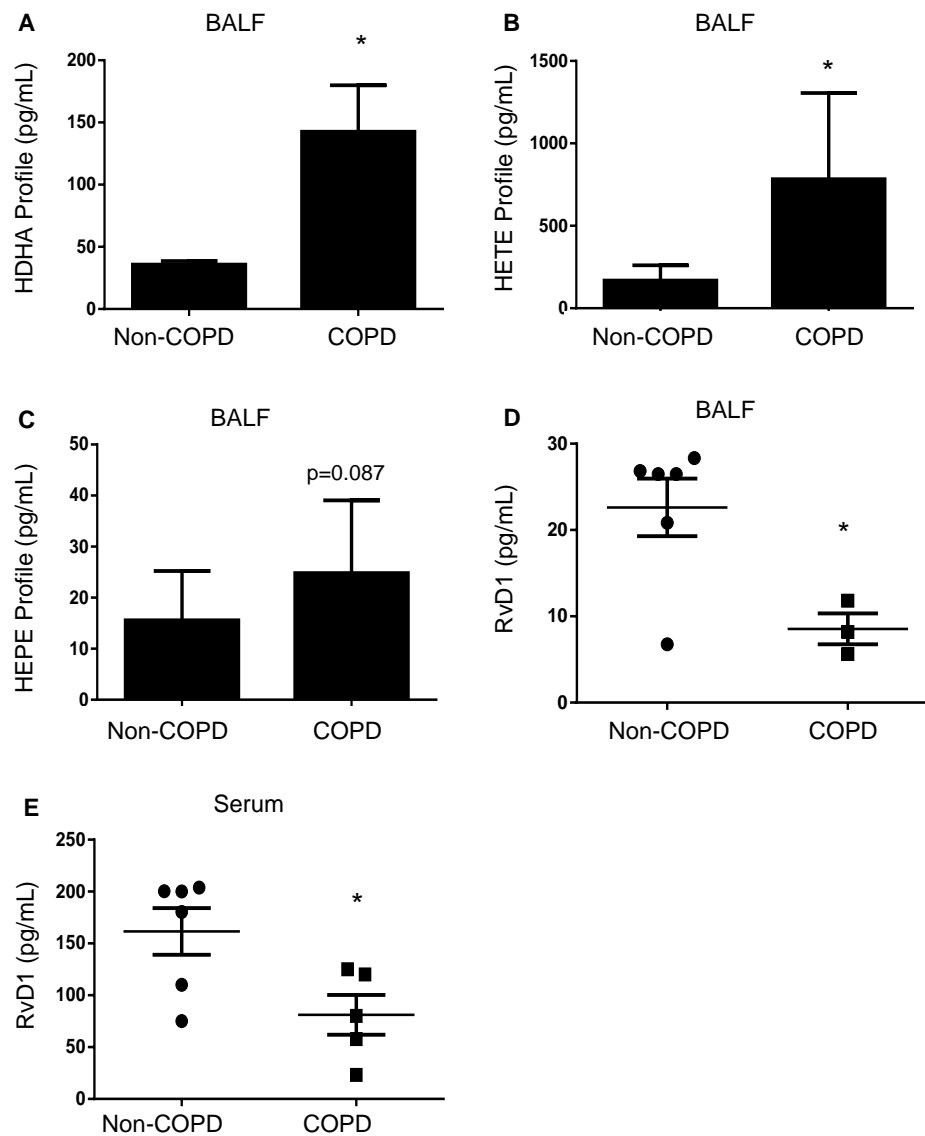 A
BALF
*
HDHA Profile (pg/mL)
200
150
100
50
0
Non-COPD
COPD
B
BALF
*
HETE Profile (pg/mL)
1500
1000
500
0
Non-COPD
COPD
C
BALF
p=0.087
HEPE Profile (pg/mL)
50
40
30
20
10
0
Non-COPD
COPD
D
BALF
*
RvD1 (pg/mL)
30
20
10
0
Non-COPD
COPD
E
Serum
*
RvD1 (pg/mL)
250
200
150
100
50
0
Non-COPD
COPD